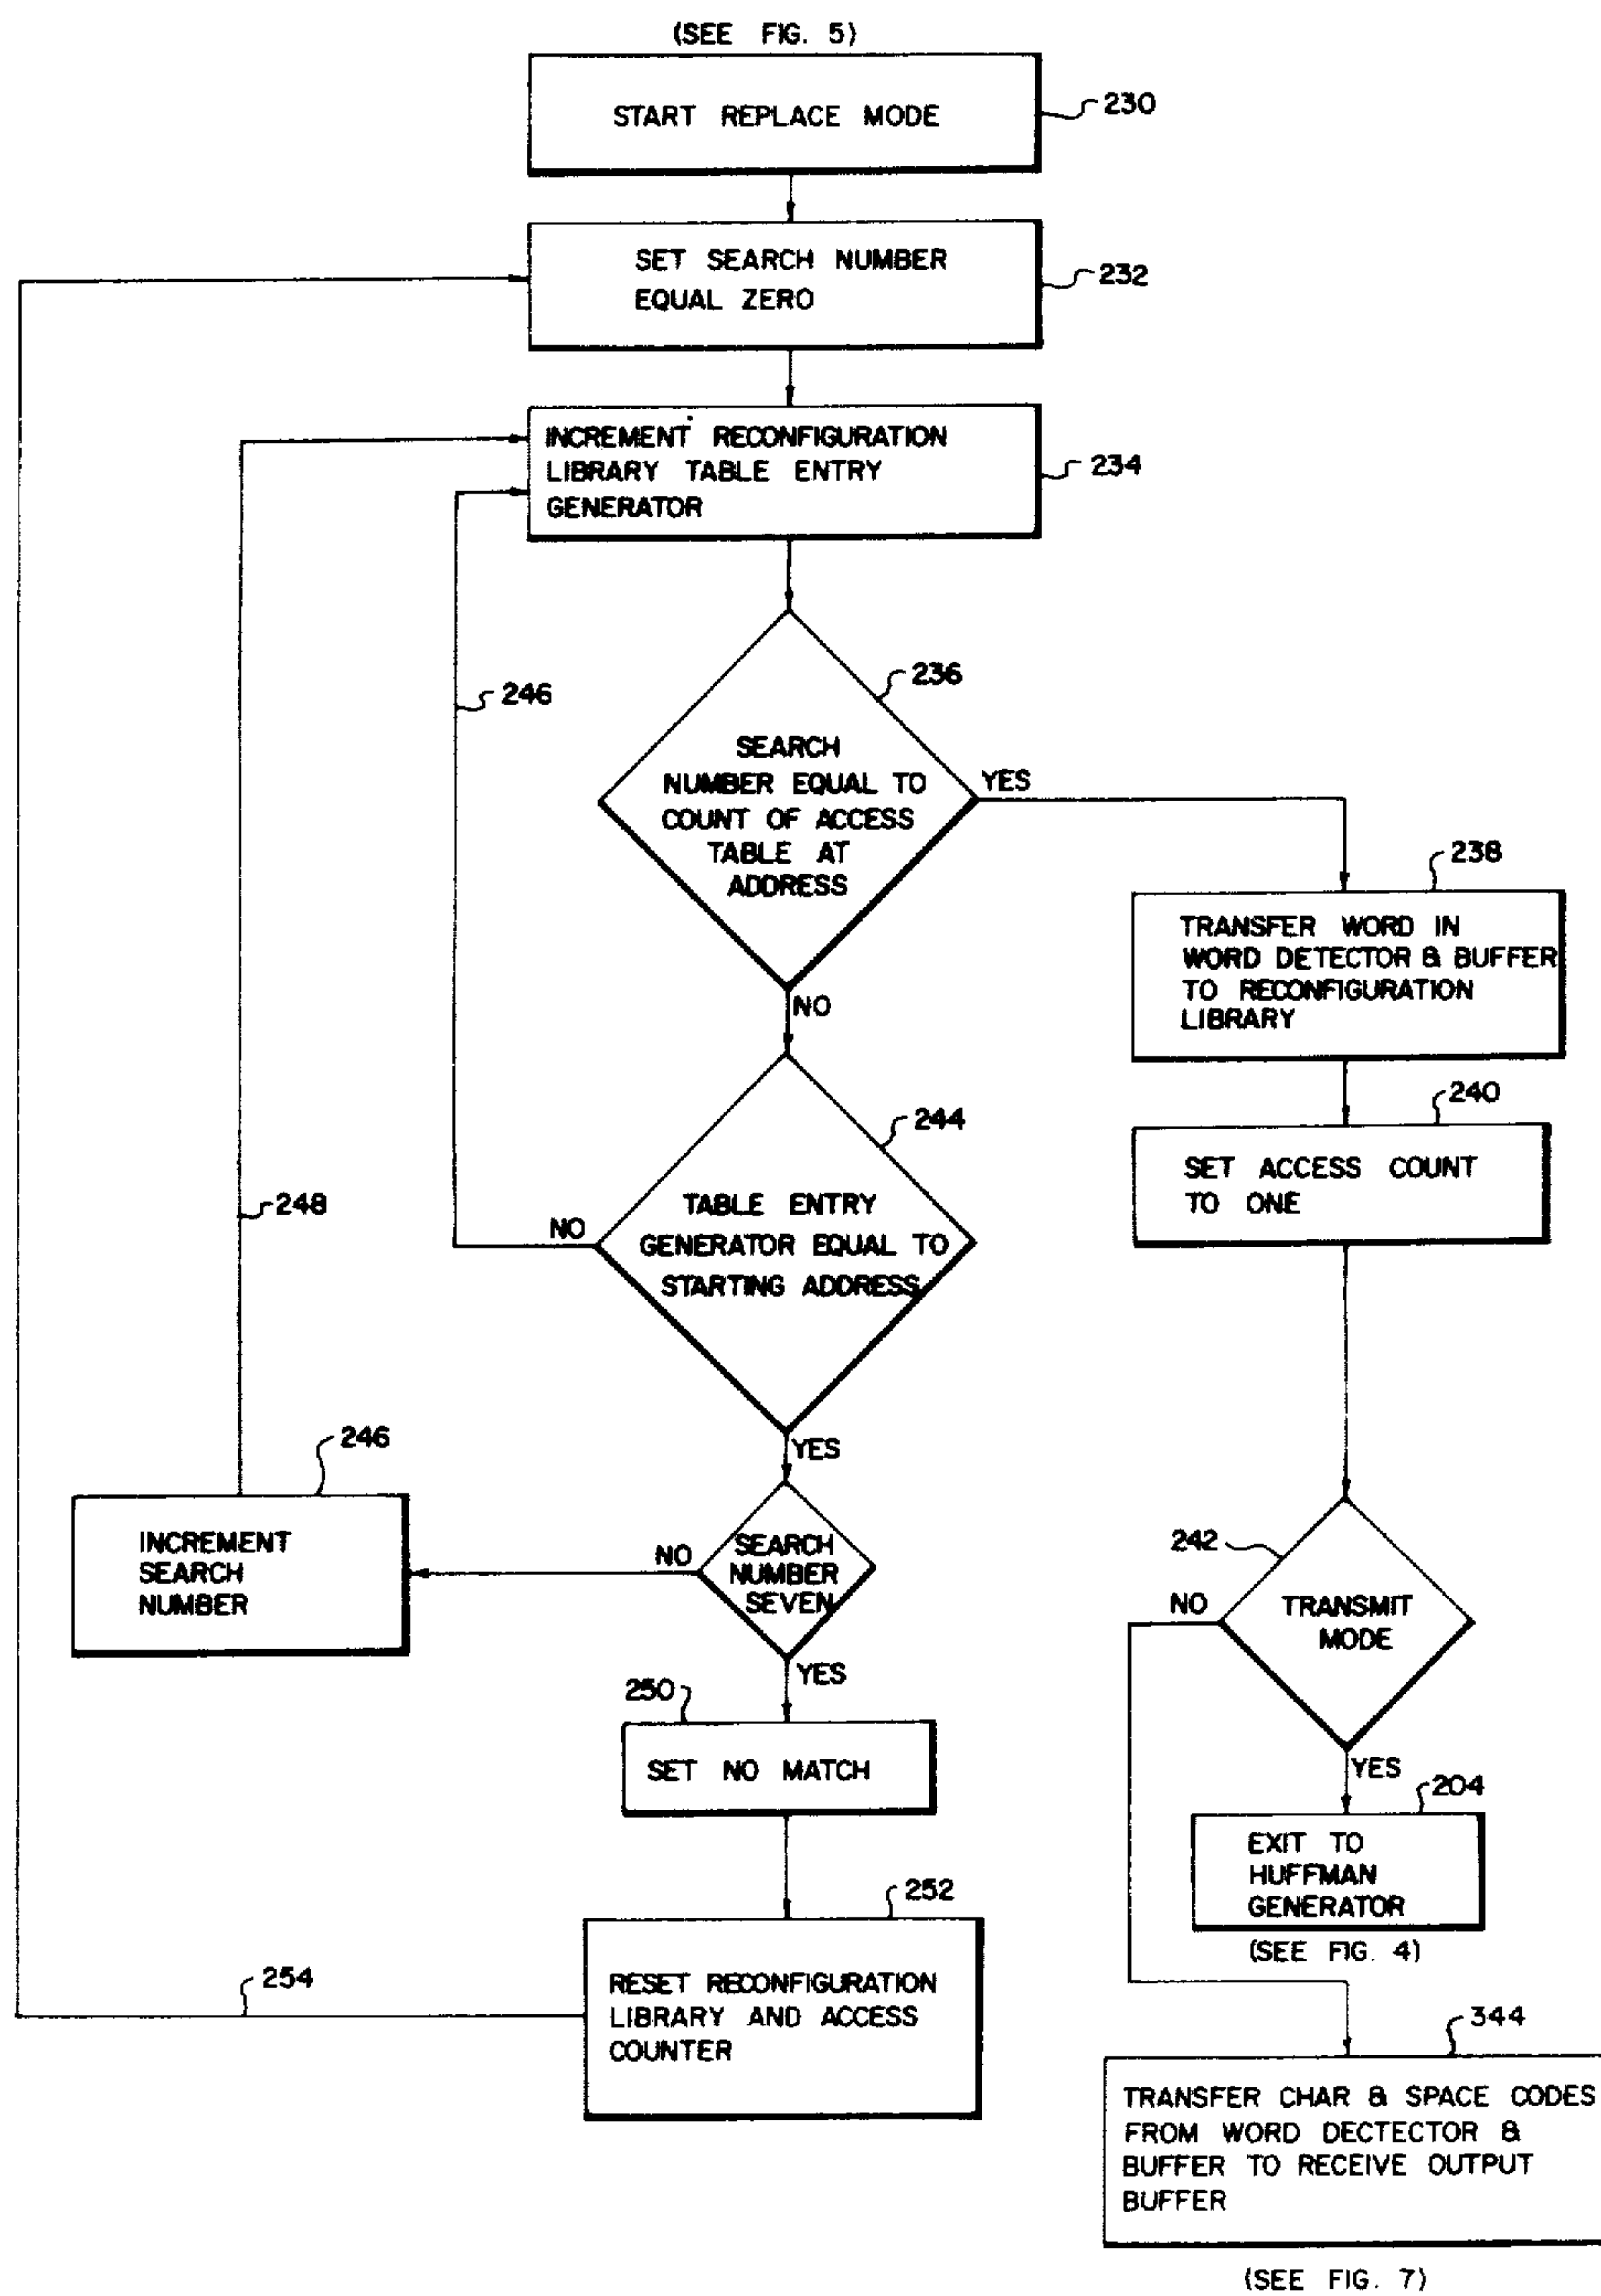 (SEE FIG. 5)
START REPLACE MODE
230
SET SEARCH NUMBER
EQUAL ZERO
232
INCREMENT RECONFIGURATION
LIBRARY TABLE ENTRY
GENERATOR
234
236
246
SEARCH
NUMBER EQUAL TO
COUNT OF ACCESS
TABLE AT
ADDRESS
YES
NO
238
TRANSFER WORD IN
WORD DETECTOR & BUFFER
TO RECONFIGURATION
LIBRARY
240
SET ACCESS COUNT
TO ONE
244
TABLE ENTRY
GENERATOR EQUAL TO
STARTING ADDRESS
NO
YES
248
246
INCREMENT
SEARCH
NUMBER
NO
SEARCH
NUMBER
SEVEN
YES
242
TRANSMIT
MODE
NO
YES
250
SET NO MATCH
204
EXIT TO
HUFFMAN
GENERATOR
(SEE FIG. 4)
252
RESET RECONFIGURATION
LIBRARY AND ACCESS
COUNTER
254
344
TRANSFER CHAR & SPACE CODES
FROM WORD DECTECTOR &
BUFFER TO RECEIVE OUTPUT
BUFFER
(SEE FIG. 7)